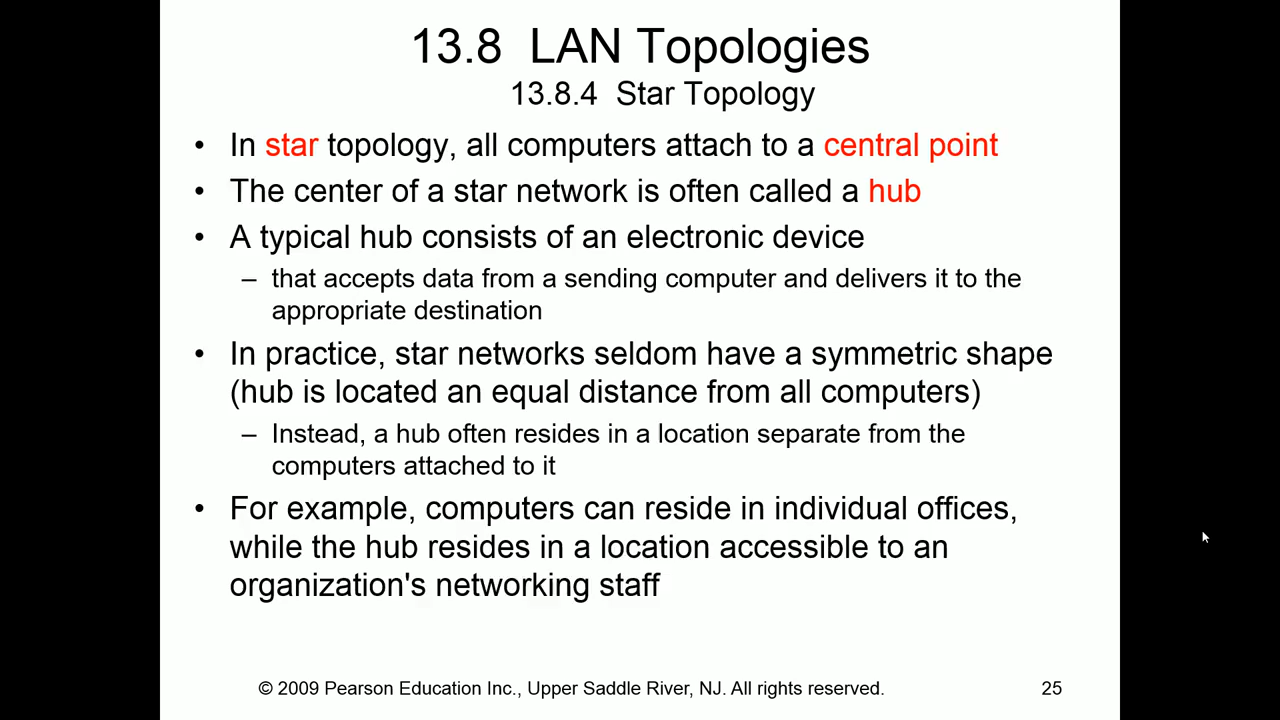 13.8 LAN Topologies
13.8.4 Star Topology
• In star topology, all computers attach to a central point
• The center of a star network is often called a hub
• A typical hub consists of an electronic device
– that accepts data from a sending computer and delivers it to the
appropriate destination
• In practice, star networks seldom have a symmetric shape
(hub is located an equal distance from all computers)
– Instead, a hub often resides in a location separate from the
computers attached to it
• For example, computers can reside in individual offices,
while the hub resides in a location accessible to an
organization's networking staff
© 2009 Pearson Education Inc., Upper Saddle River, NJ. All rights reserved.
25